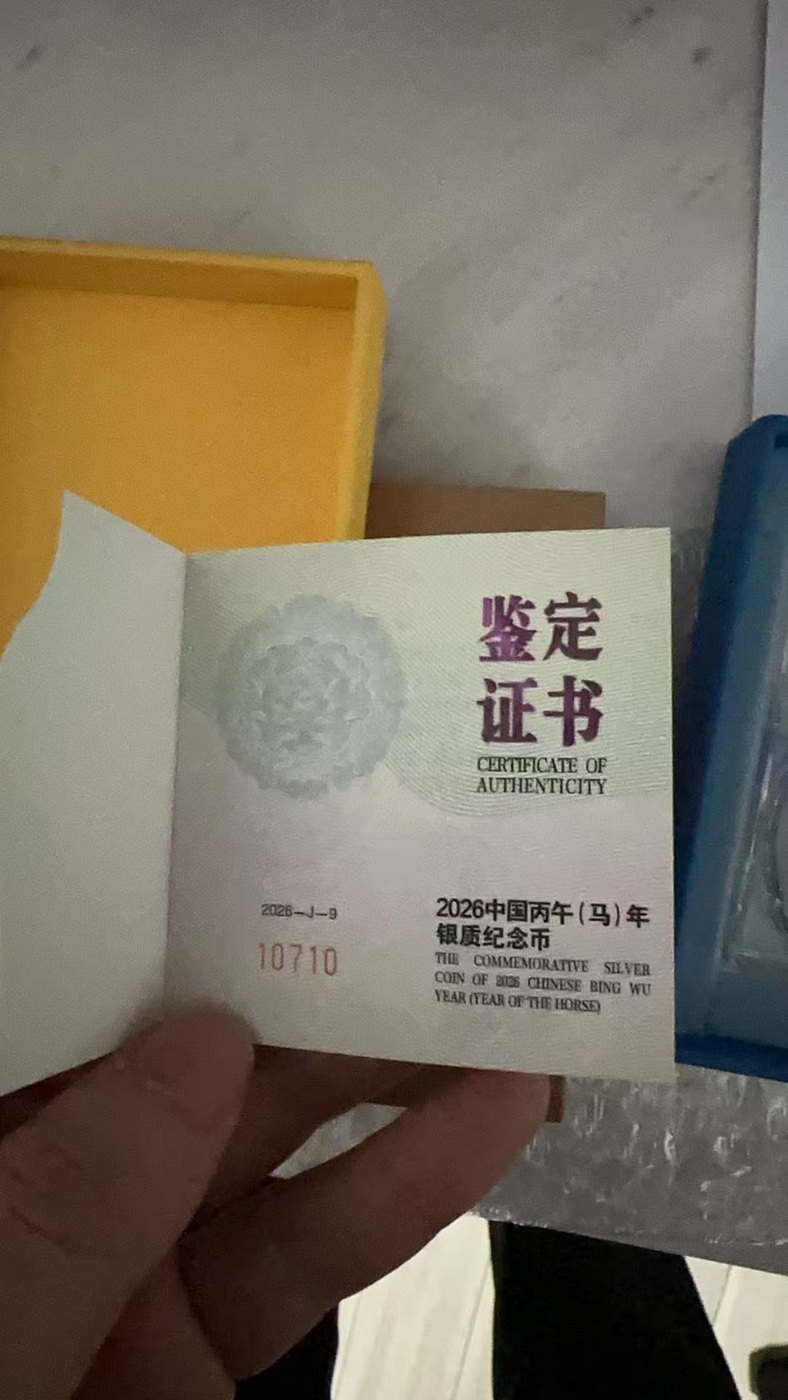 鉴定
证书
CERTIFICATE OF
AUTHENTICITY
2026-J-9
10710
2026中国丙午(马)年
银质纪念币
THE COMMEMORATIVE SILVER
COIN OF 2026 CHINESE BING WU
YEAR (YEAR OF THE HORSE)